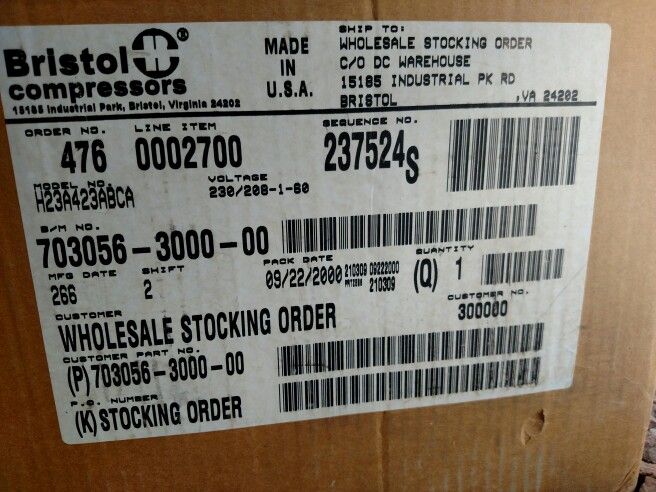 Bristol ®
compressors
15185 Industrial Park, Bristol, Virginia 24202
MADE
IN
U.S.A.
SHIP TO:
WHOLESALE STOCKING ORDER
C/O DC WAREHOUSE
15185 INDUSTRIAL PK RD
BRISTOL ,VA 24202
ORDER NO. LINE ITEM SEQUENCE NO.
476 0002700 237524S
MODEL NO. VOLTAGE
H23A423ABCA 230/208-1-60
B/M NO.
703056-3000-00
MFG DATE SHIFT PACK DATE QUANTITY
266 2 09/22/2000 210309 09222000 (Q) 1
210309
CUSTOMER CUSTOMER NO.
WHOLESALE STOCKING ORDER 300000
CUSTOMER PART NO.
(P) 703056-3000-00
P.O. NUMBER
(K) STOCKING ORDER